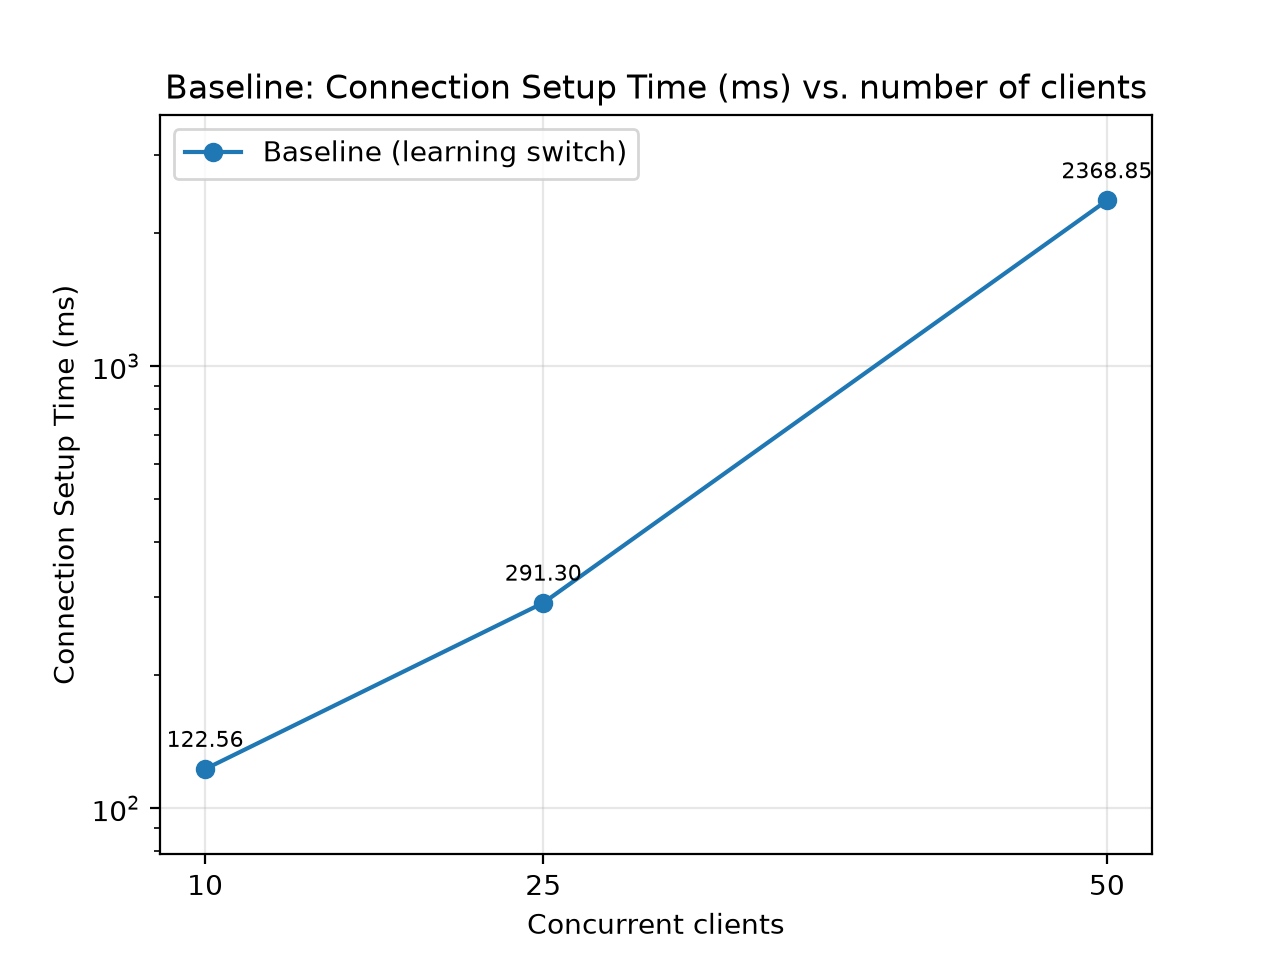 Baseline: Connection Setup Time (ms) vs. number of clients
Baseline (learning switch)
2368.85
291.30
122.56
10³
10²
Connection Setup Time (ms)
10
25
50
Concurrent clients